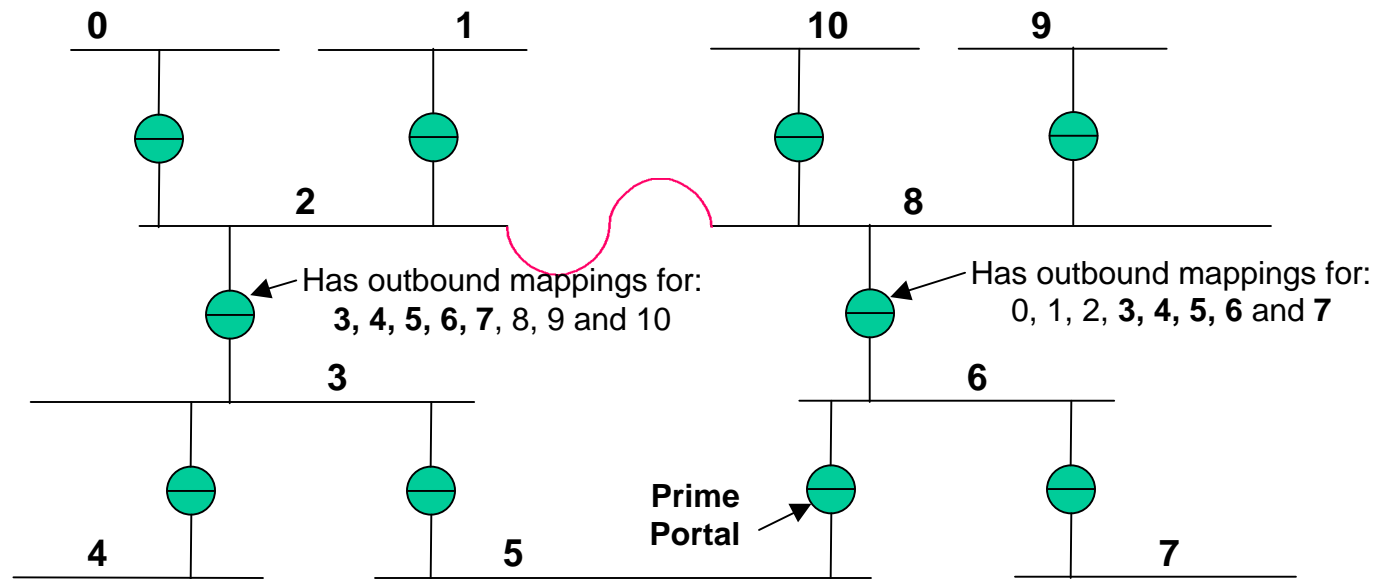 0
1
10
9
2
8
Has outbound mappings for:
3, 4, 5, 6, 7, 8, 9 and 10
Has outbound mappings for:
0, 1, 2, 3, 4, 5, 6 and 7
3
6
Prime
Portal
4
5
7